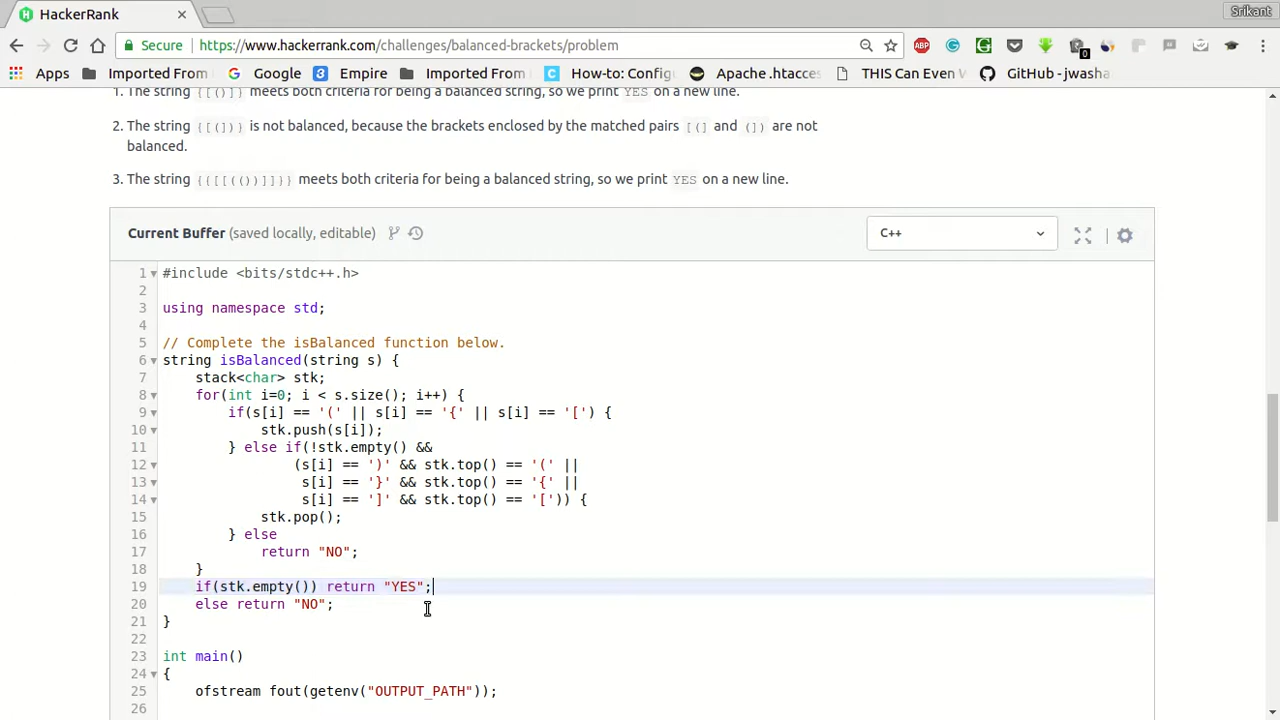 HackerRank
Srikant
Secure https://www.hackerrank.com/challenges/balanced-brackets/problem
ABP
0
Apps Imported From Google Empire Imported From How-to: Config Apache .htacces THIS Can Even W GitHub - jwasha
1. The string {[()]} meets both criteria for being a balanced string, so we print YES on a new line.
2. The string {[(])} is not balanced, because the brackets enclosed by the matched pairs [(] and (]) are not
balanced.
3. The string {{[[(())]]}} meets both criteria for being a balanced string, so we print YES on a new line.
Current Buffer (saved locally, editable)
C++
1 #include <bits/stdc++.h>
2
3 using namespace std;
4
5 // Complete the isBalanced function below.
6 string isBalanced(string s) {
7 stack<char> stk;
8 for(int i=0; i < s.size(); i++) {
9 if(s[i] == '(' || s[i] == '{' || s[i] == '[') {
10 stk.push(s[i]);
11 } else if(!stk.empty() &&
12 (s[i] == ')' && stk.top() == '(' ||
13 s[i] == '}' && stk.top() == '{' ||
14 s[i] == ']' && stk.top() == '[')) {
15 stk.pop();
16 } else
17 return "NO";
18 }
19 if(stk.empty()) return "YES";
20 else return "NO";
21 }
22
23 int main()
24 {
25 ofstream fout(getenv("OUTPUT_PATH"));
26